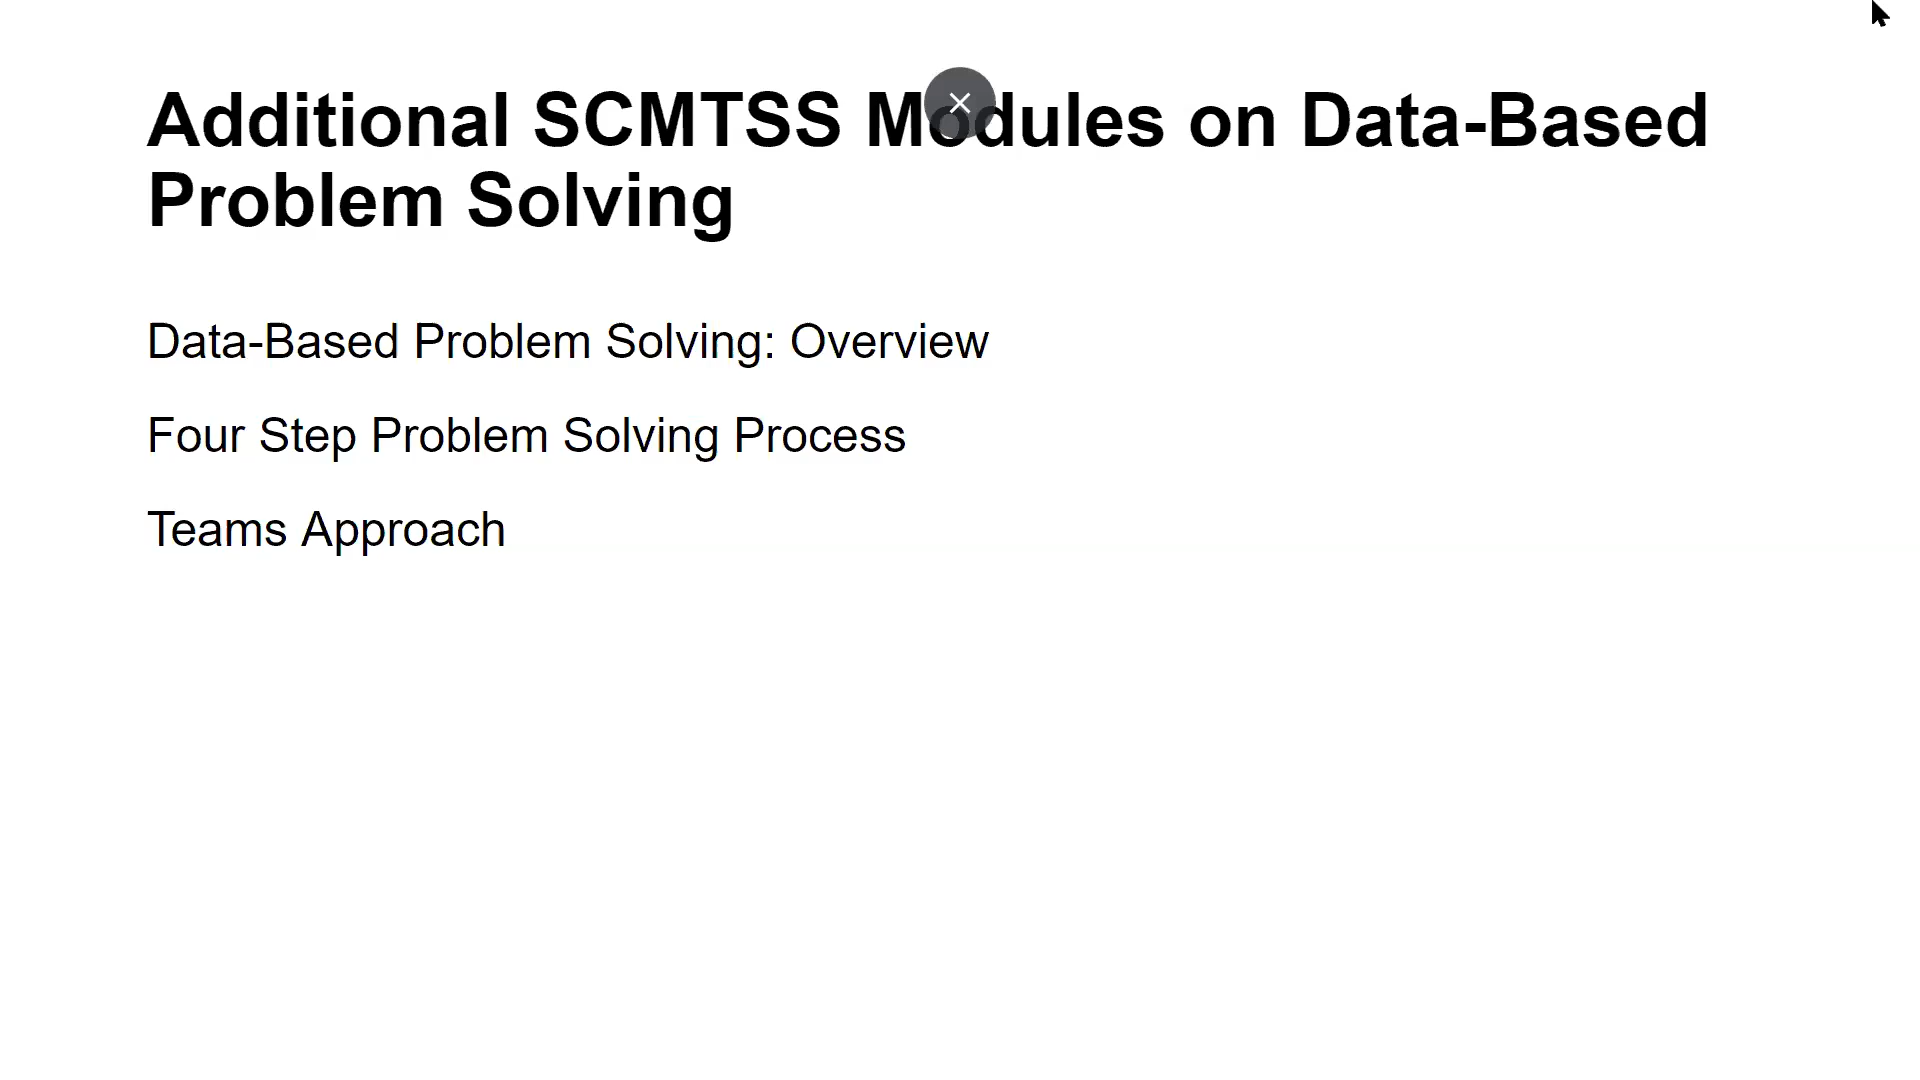 Additional SCMTSS Modules on Data-Based
Problem Solving
Data-Based Problem Solving: Overview
Four Step Problem Solving Process
Teams Approach